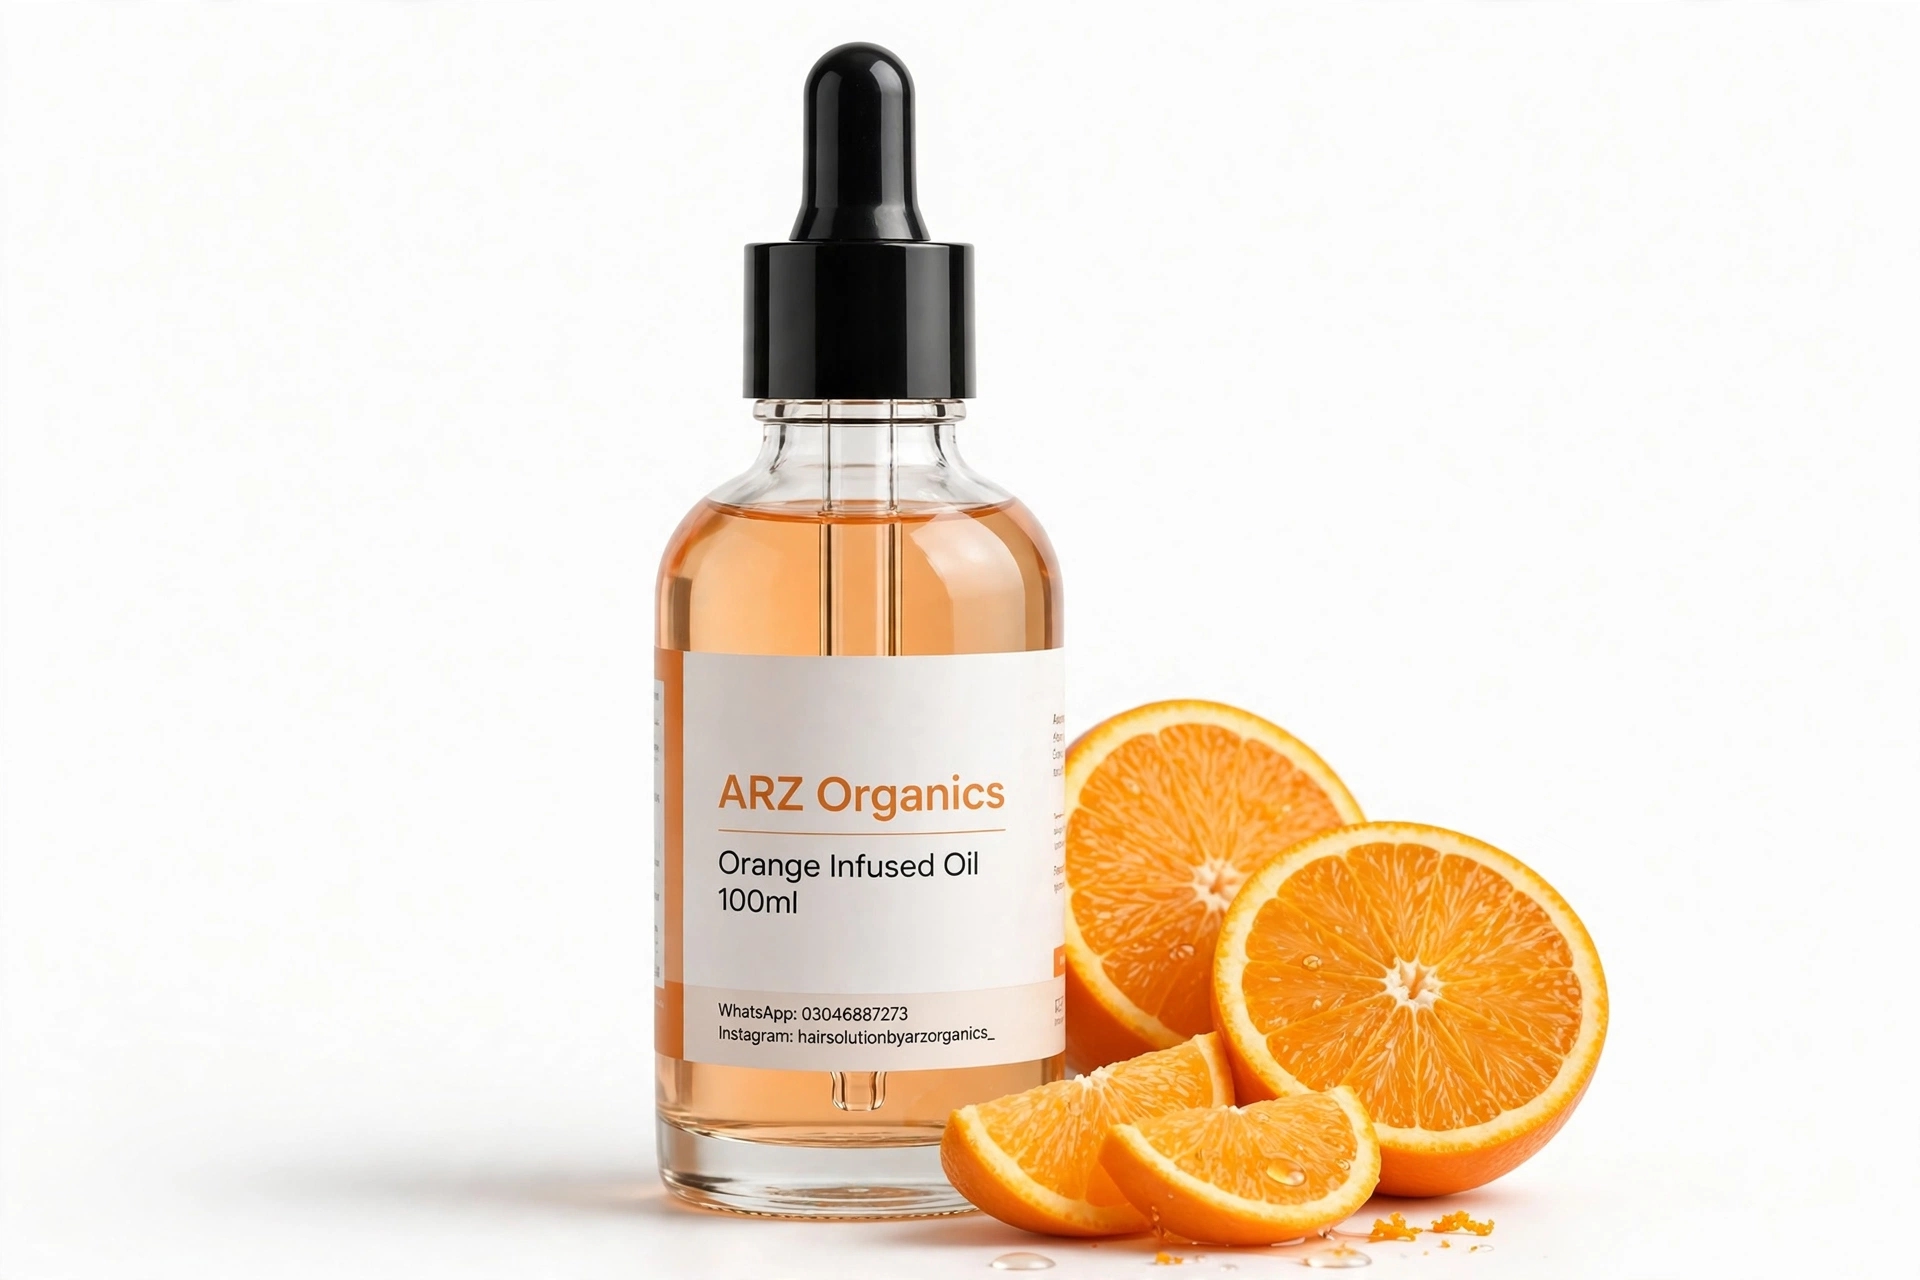 ARZ Organics
Orange Infused Oil
100ml
WhatsApp: 03046887273
Instagram: hairsolutionbyarzorganics_